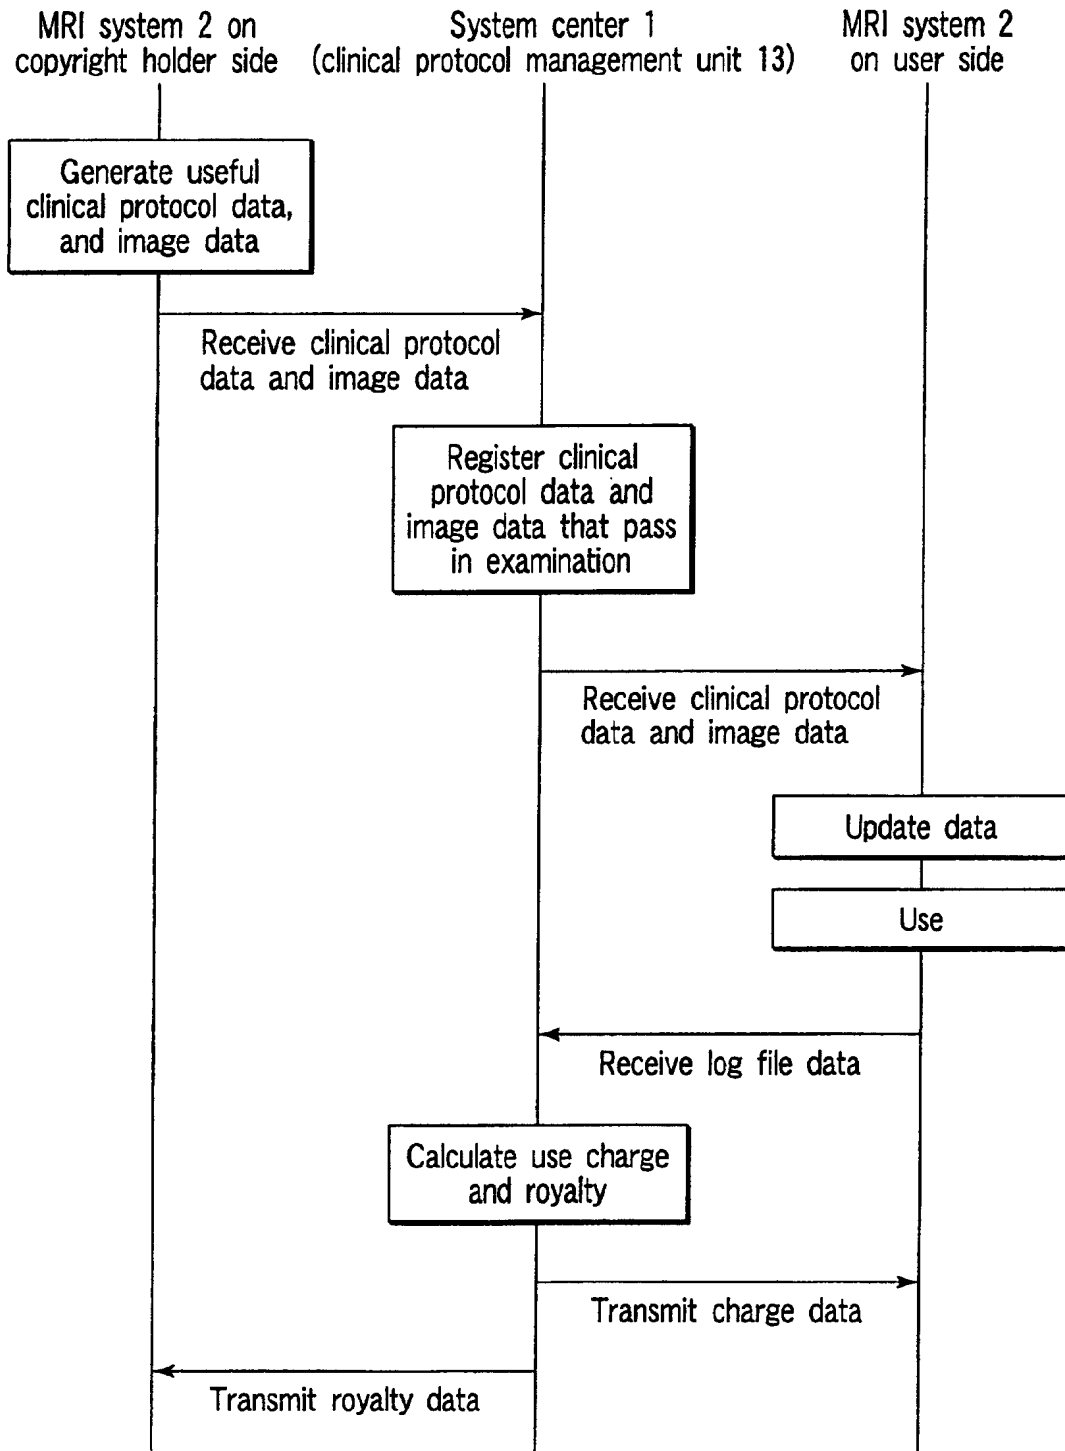 MRI system 2 on
copyright holder side
System center 1
(clinical protocol management unit 13)
MRI system 2
on user side
Generate useful
clinical protocol data,
and image data
Receive clinical protocol
data and image data
Register clinical
protocol data and
image data that pass
in examination
Receive clinical protocol
data and image data
Update data
Use
Receive log file data
Calculate use charge
and royalty
Transmit charge data
Transmit royalty data